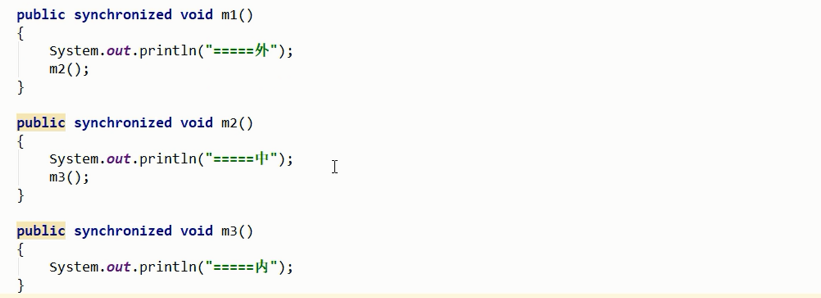 public synchronized void m1()
{
    System.out.println("=====外");
    m2();
}
public synchronized void m2()
{
    System.out.println("=====中");
    m3();
}
public synchronized void m3()
{
    System.out.println("=====内");
}